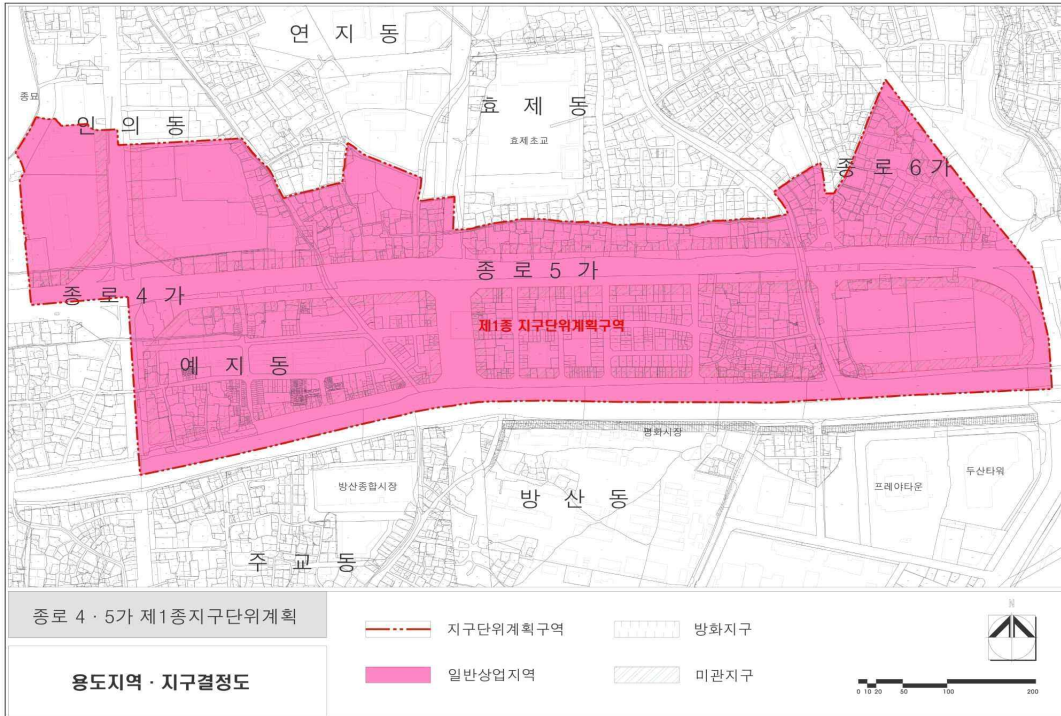 연지동
종묘
인의동
효제동
효제초교
종로6가
종로5가
종로4가
제1종 지구단위계획구역
예지동
평화시장
방산종합시장
방산동
프레야타운
두산타워
주교동
종로 4 · 5가 제1종지구단위계획
용도지역 · 지구결정도
지구단위계획구역
방화지구
일반상업지역
미관지구
N
0 10 20 50 100 200